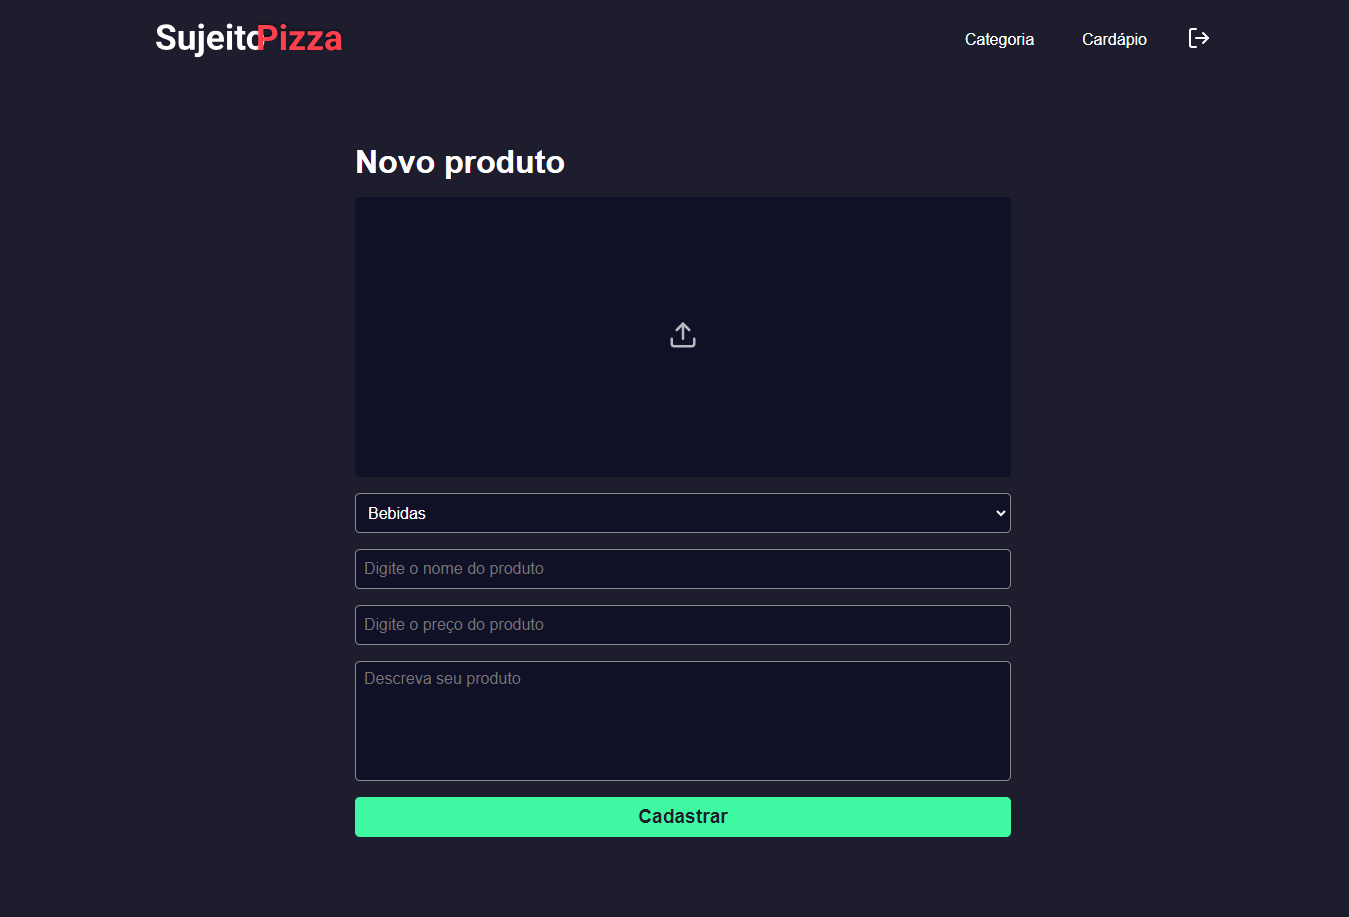 SujeitoPizza
Categoria
Cardápio
Novo produto
Bebidas
Digite o nome do produto
Digite o preço do produto
Descreva seu produto
Cadastrar